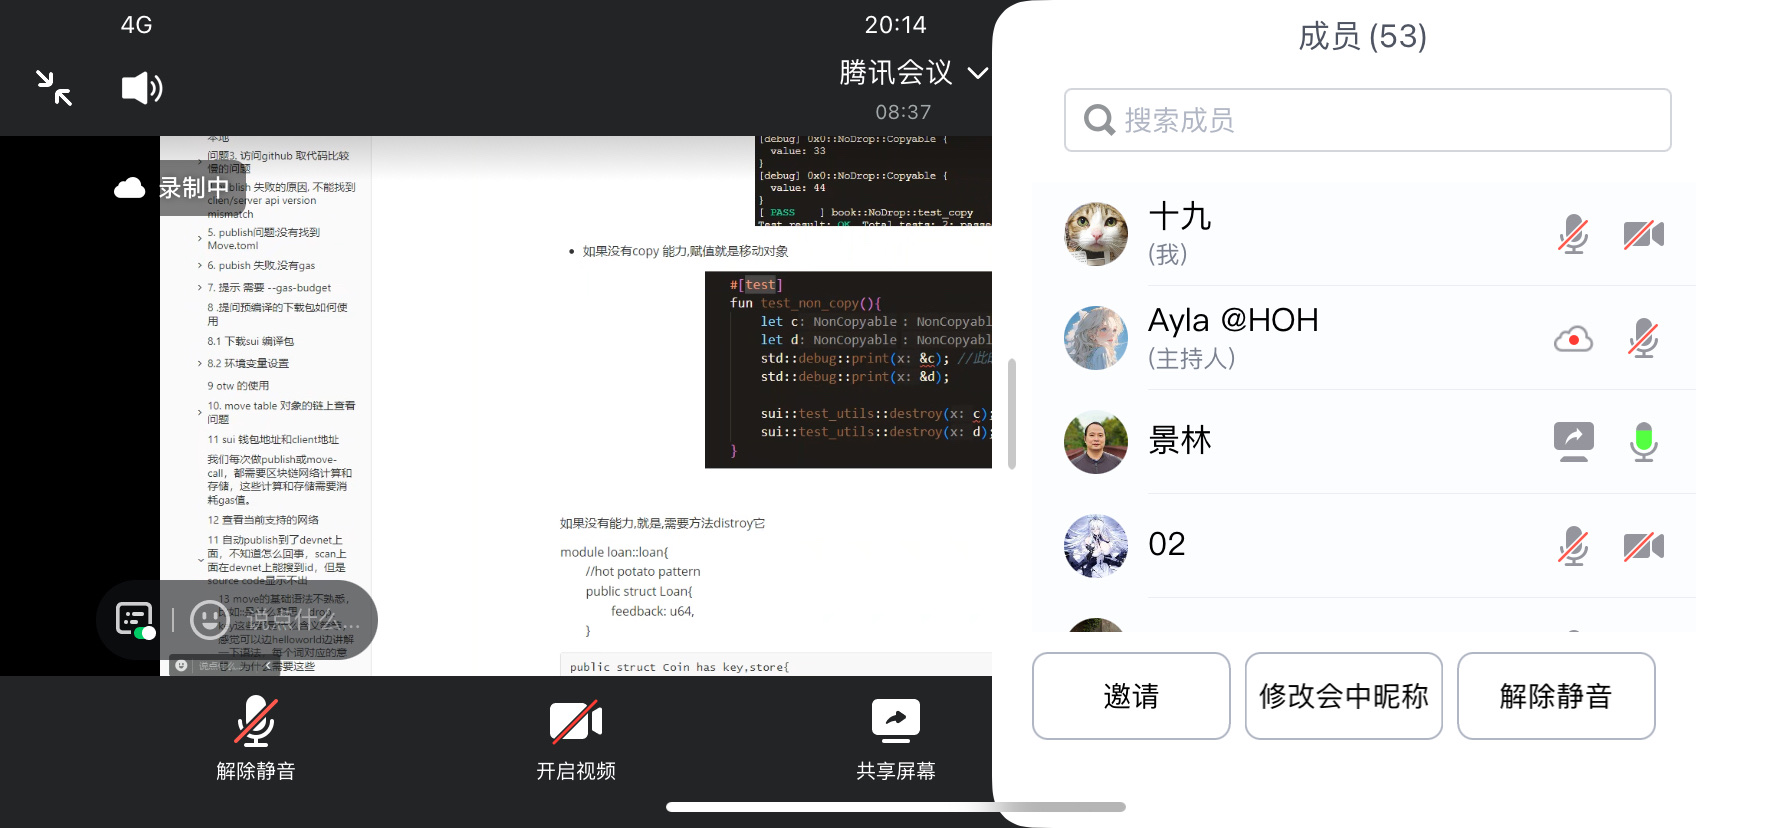 4G
20:14
腾讯会议
08:37
录制中
本地
问题3, 访问github 取代码比较
慢的问题
blish 失败的原因, 不能找到
clien/server api version
mismatch
5. publish问题:没有找到
Move.toml
6. pubish 失败,没有gas
7. 提示 需要 --gas-budget
8 .提问预编译的下载包如何使
用
8.1 下载sui 编译包
8.2 环境变量设置
9 otw 的使用
10. move table 对象的链上查看
问题
11 sui 钱包地址和client地址
我们每次做publish或move-
call，都需要区块链网络计算和
存储，这些计算和存储需要消
耗gas值。
12 查看当前支持的网络
11 自动publish到了devnet上
面，不知道怎么回事，scan上
面在devnet上能搜到id，但是
source code显示不出
13 move的基础语法不熟悉，
感觉可以边helloworld边讲解
一下语法，每个词对应的意
为什么需要这些
说点什么...
[debug] 0x0::NoDrop::Copyable {
value: 33
}
[debug] 0x0::NoDrop::Copyable {
value: 44
}
[ PASS ] book::NoDrop::test_copy
Test result: OK. Total tests: 2; passe
• 如果没有copy 能力,赋值就是移动对象
#[test]
fun test_non_copy(){
let c: NonCopyable : NonCopyabl
let d: NonCopyable : NonCopyabl
std::debug::print(x: &c); //此
std::debug::print(x: &d);
sui::test_utils::destroy(x: c);
sui::test_utils::destroy(x: d);
}
如果没有能力,就是,需要方法distroy它
module loan::loan{
//hot potato pattern
public struct Loan{
feedback: u64,
}
public struct Coin has key,store{
解除静音
开启视频
共享屏幕
成员 (53)
搜索成员
十九
(我)
Ayla @HOH
(主持人)
景林
02
邀请
修改会中昵称
解除静音